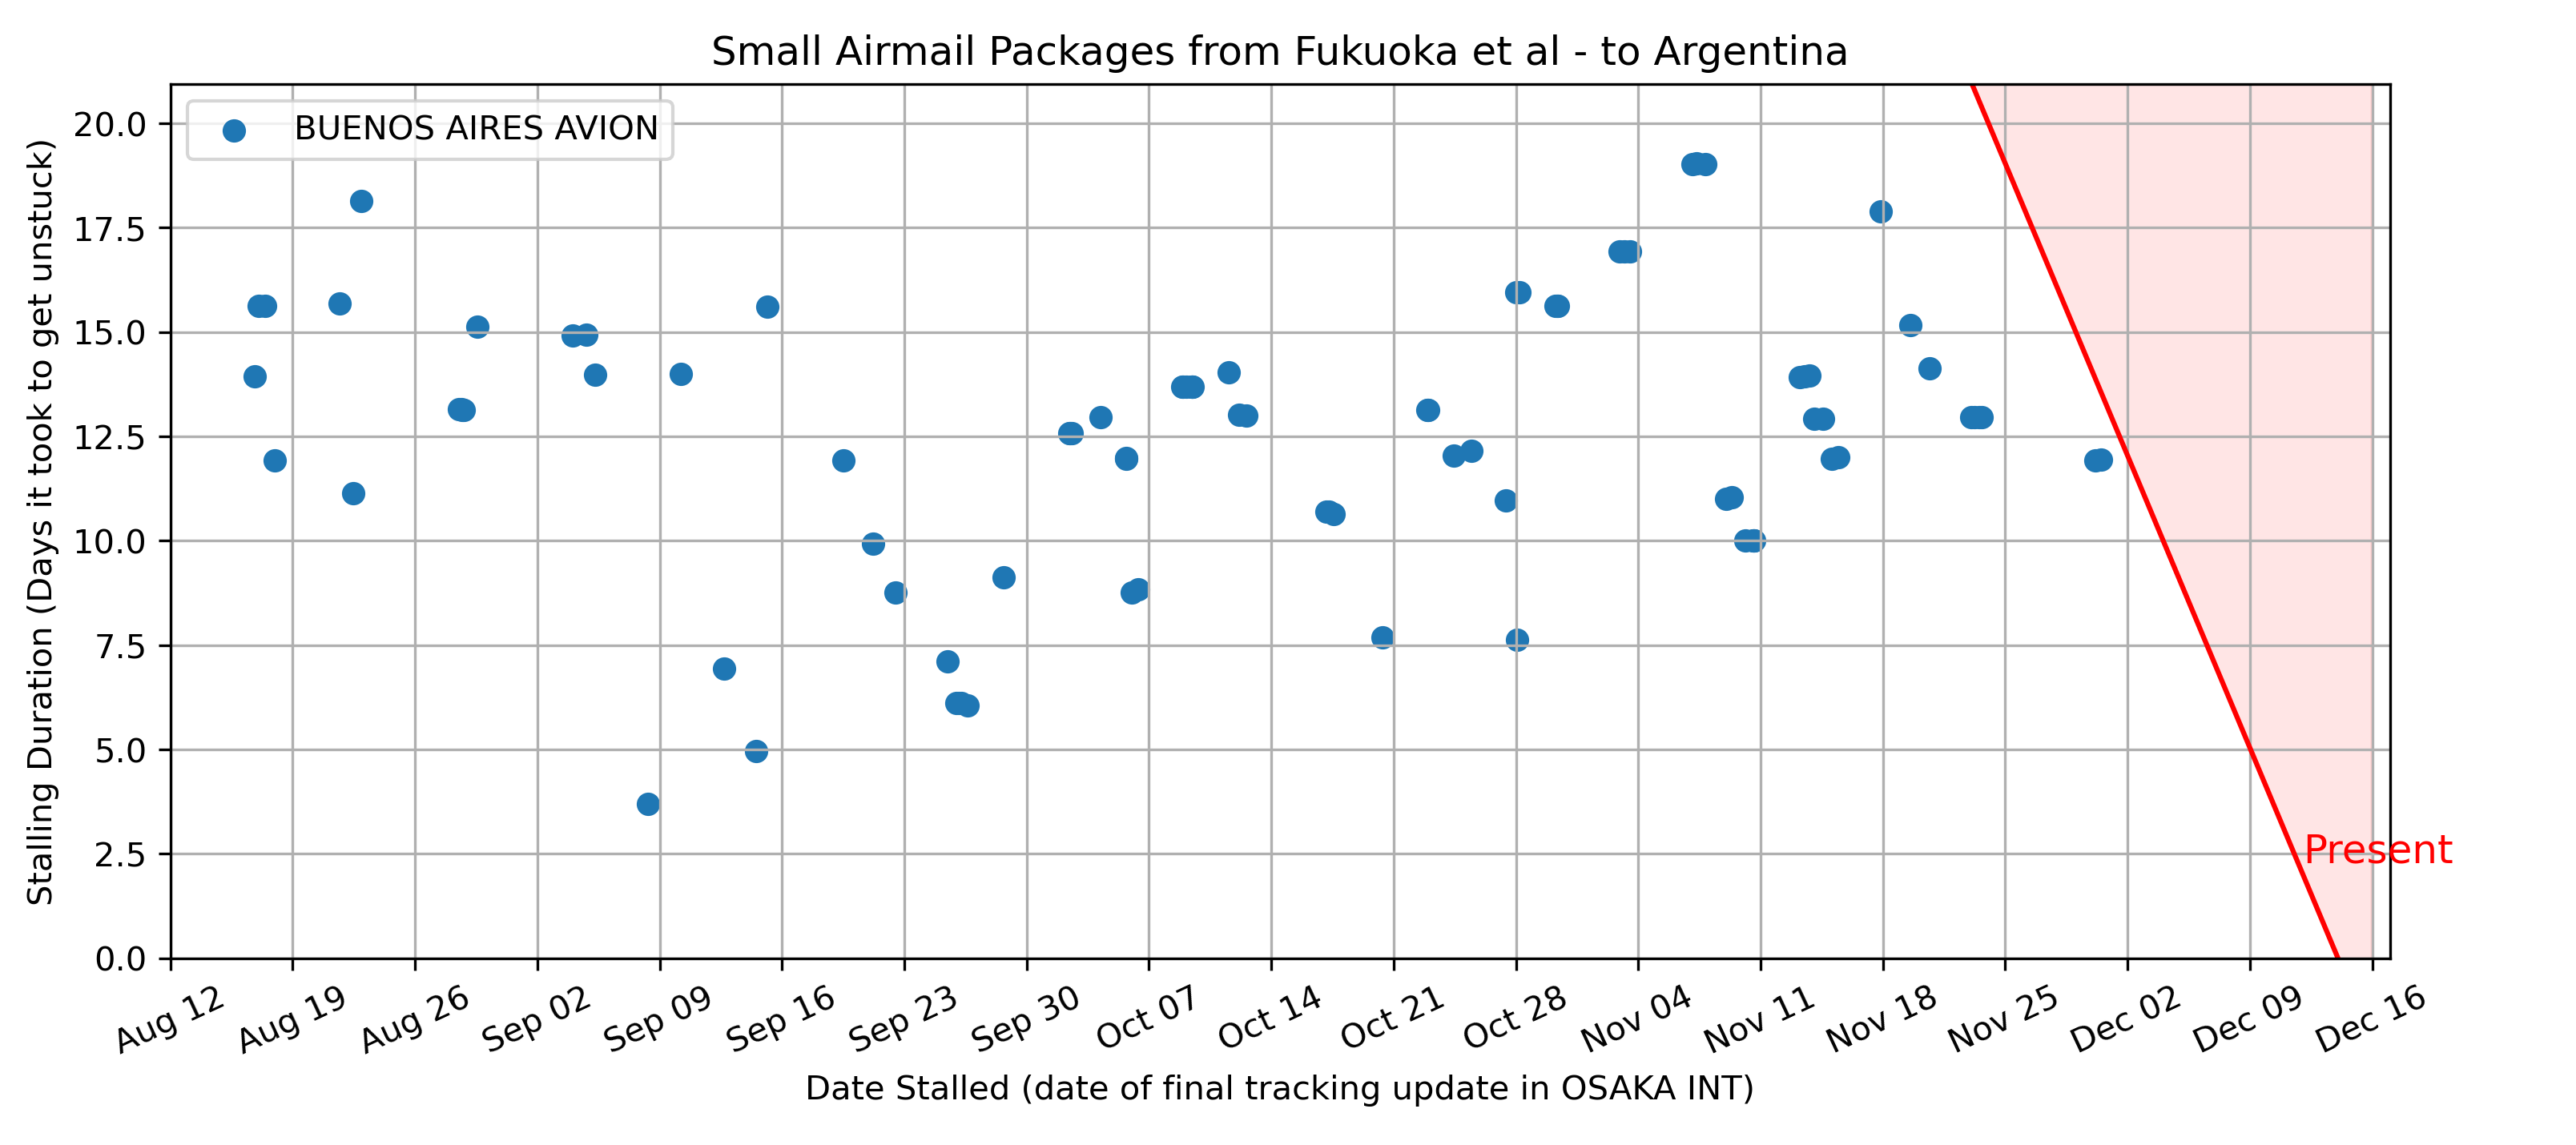 Small Airmail Packages from Fukuoka et al - to Argentina
BUENOS AIRES AVION
Stalling Duration (Days it took to get unstuck)
20.0
17.5
15.0
12.5
10.0
7.5
5.0
2.5
0.0
Present
Aug 12
Aug 19
Aug 26
Sep 02
Sep 09
Sep 16
Sep 23
Sep 30
Oct 07
Oct 14
Oct 21
Oct 28
Nov 04
Nov 11
Nov 18
Nov 25
Dec 02
Dec 09
Dec 16
Date Stalled (date of final tracking update in OSAKA INT)